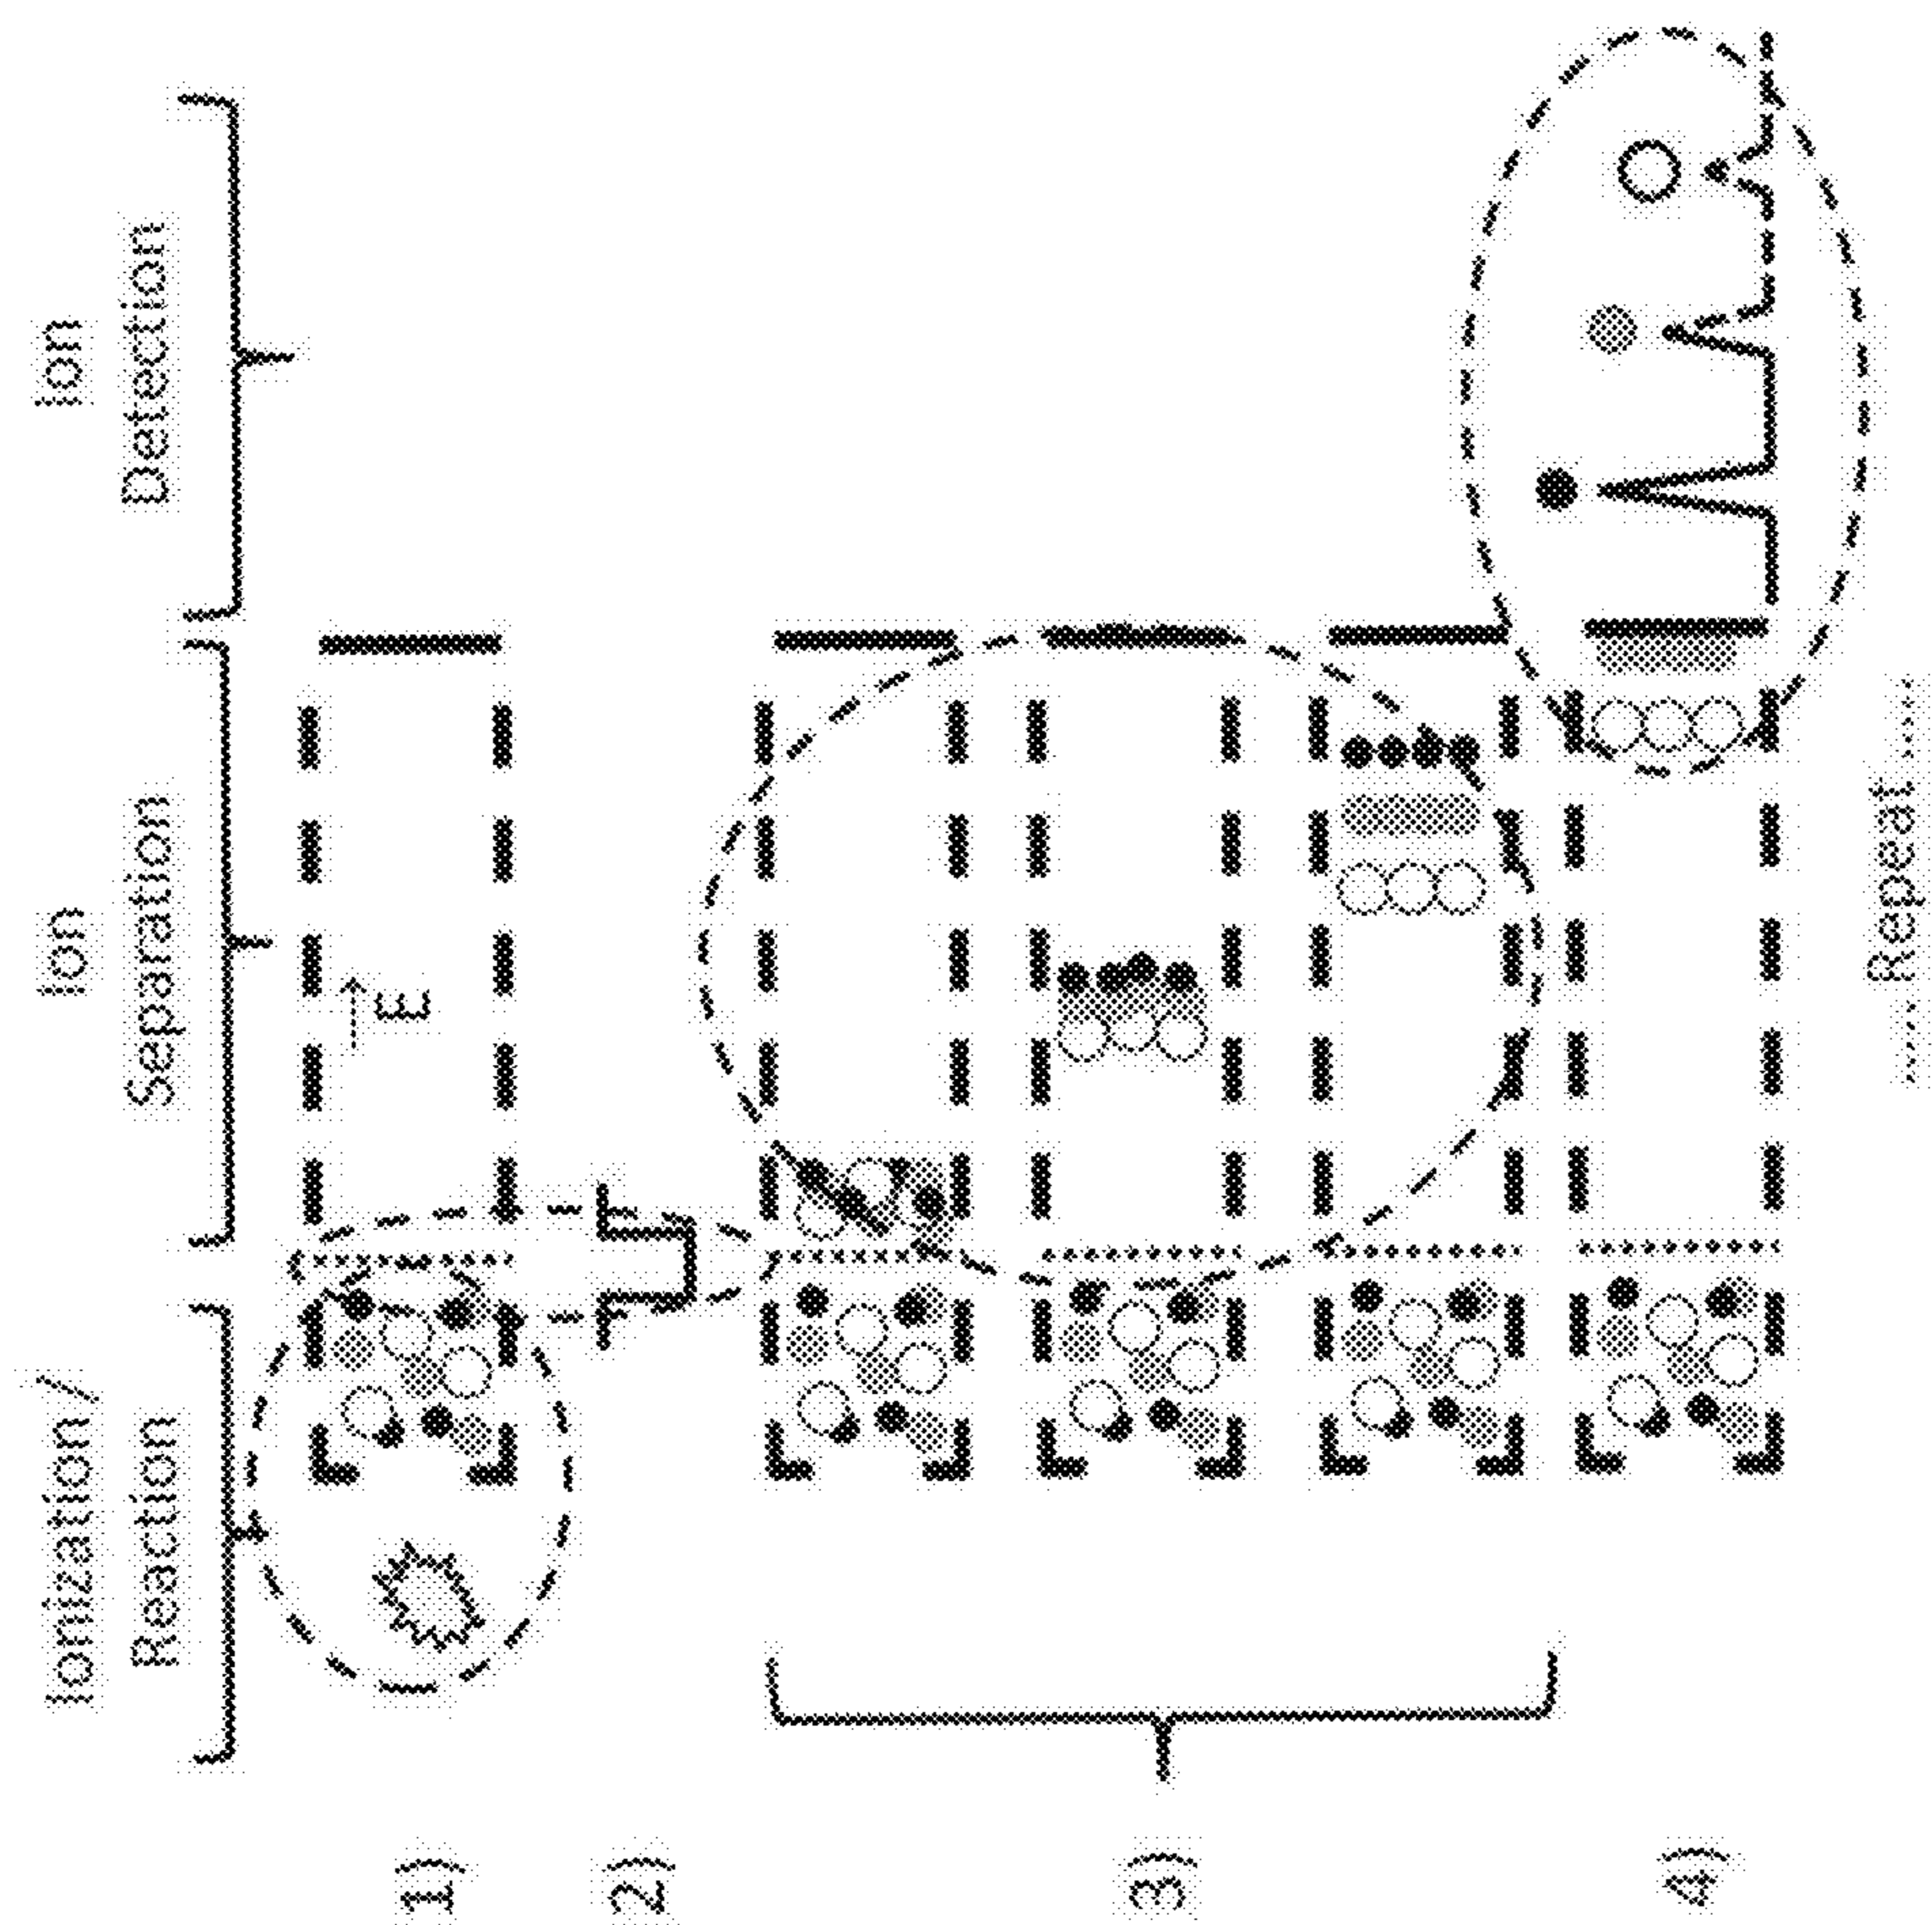 Ionization/
Reaction
Ion
Separation
Ion
Detection
1)
E
2)
3)
4)
...... Repeat ......